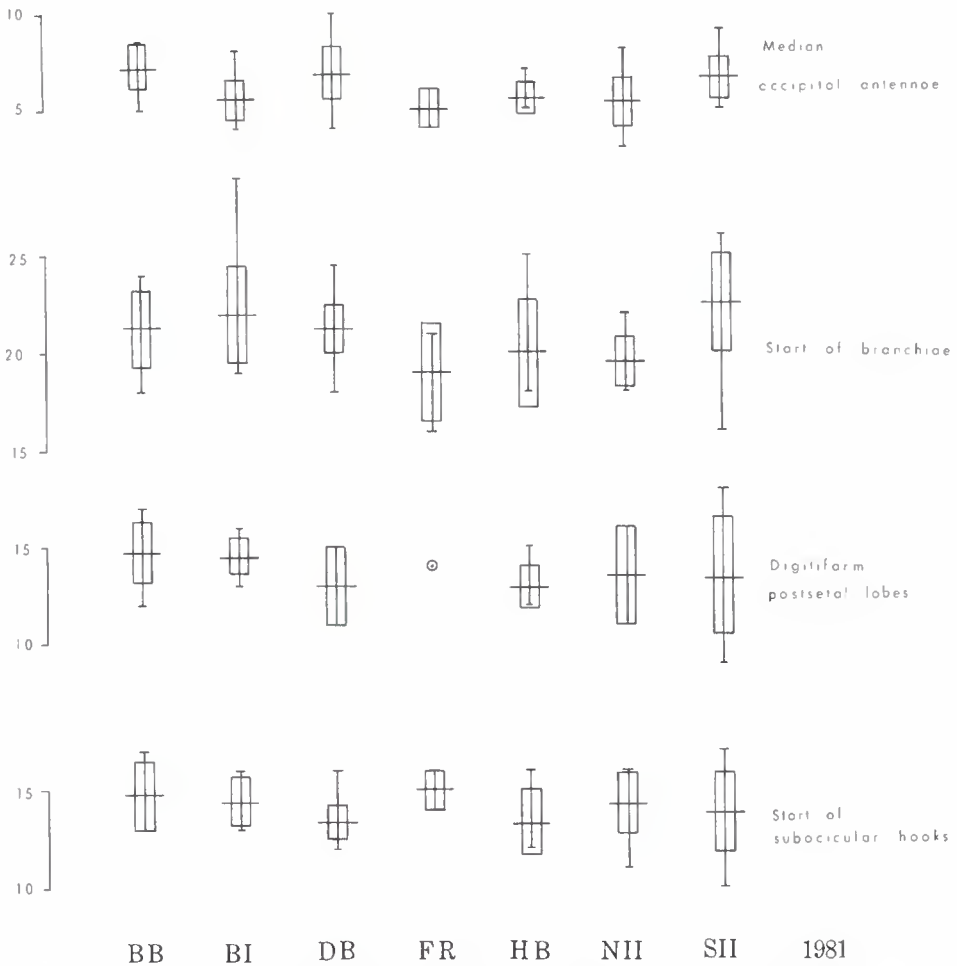 10
5
Median
occipital antennae
25
20
15
Start of branchiae
15
10
Digitiform
postsetal lobes
15
10
Start of
subocicular hooks
BB BI DB FR HB NII SII 1981